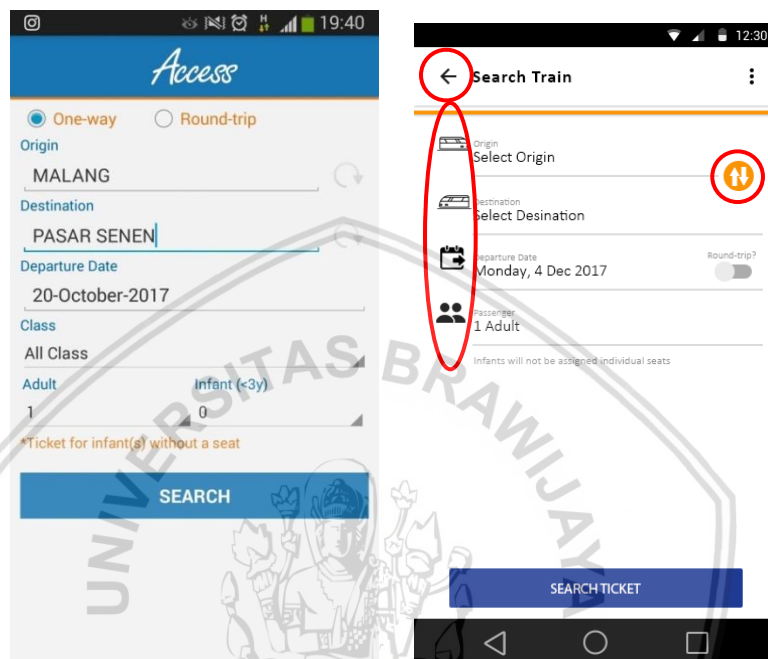 19:40
Access
One-way Round-trip
Origin
MALANG
Destination
PASAR SENEN
Departure Date
20-October-2017
Class
All Class
Adult Infant (<3y)
1 0
*Ticket for infant(s) without a seat
SEARCH
12:30
Search Train
Origin
Select Origin
Destination
Select Desination
Departure Date Round-trip?
Monday, 4 Dec 2017
Passenger
1 Adult
Infants will not be assigned individual seats
SEARCH TICKET
UNIVERSITAS BRAWIJAYA